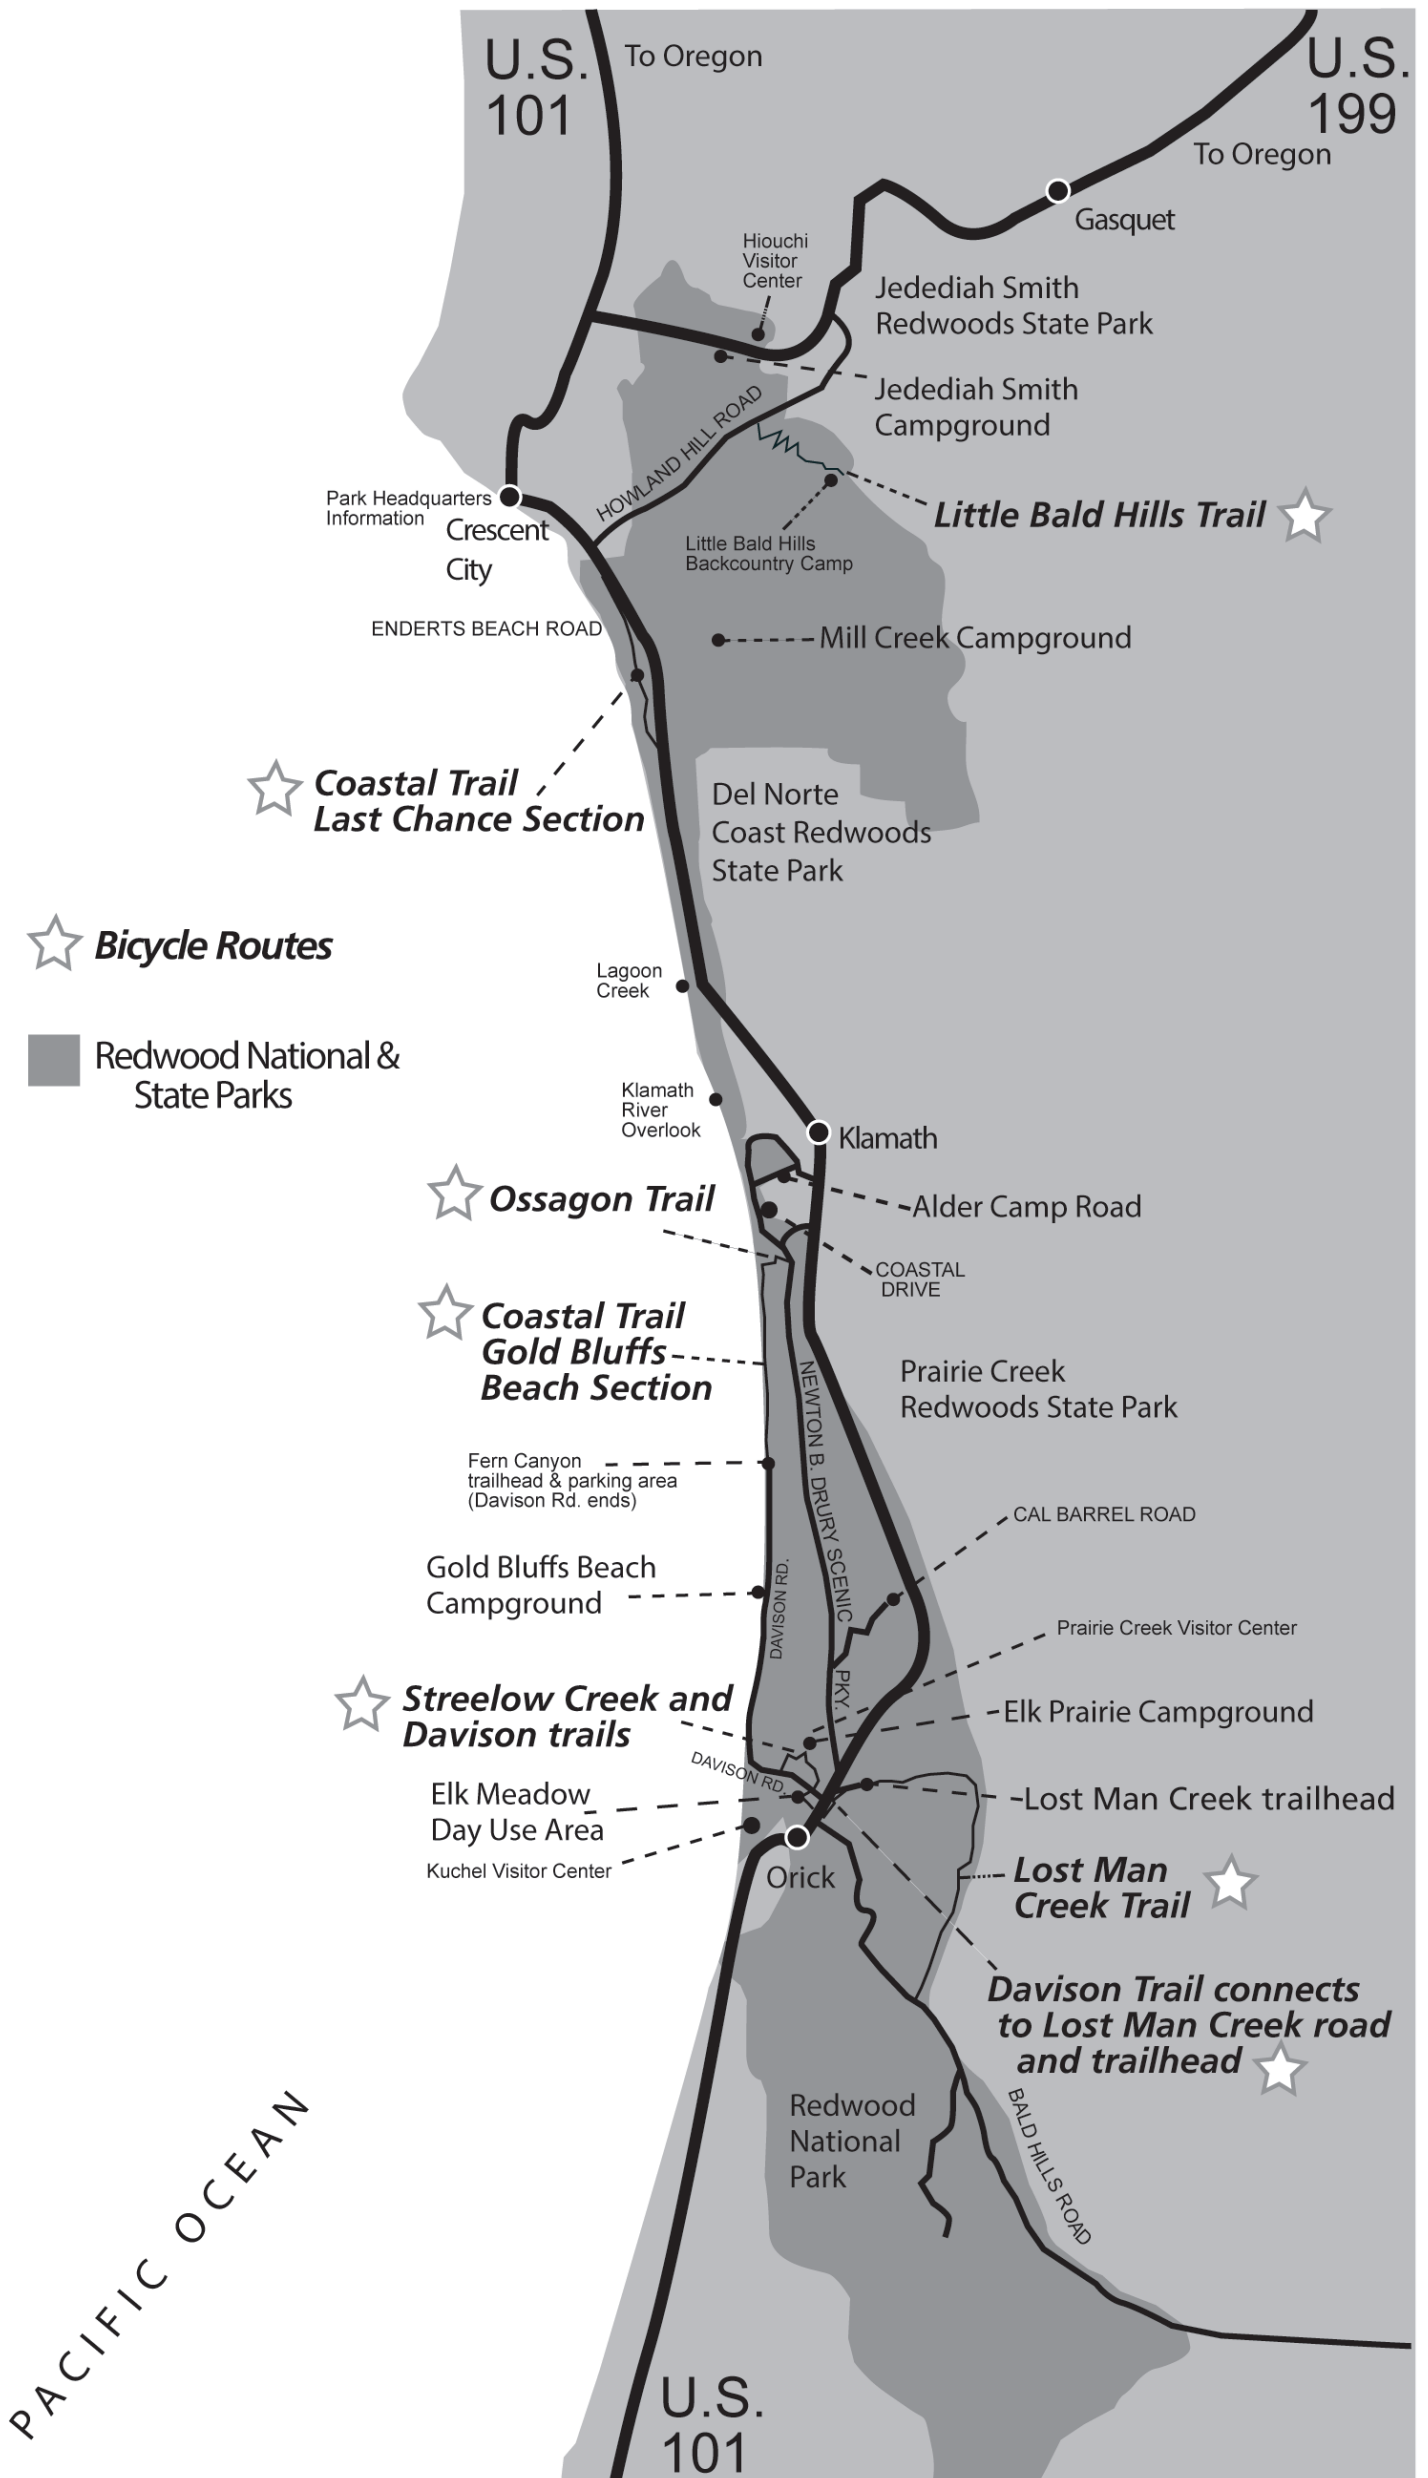 U.S.
101
To Oregon
U.S.
199
To Oregon
Gasquet
Hiouchi
Visitor
Center
Jedediah Smith
Redwoods State Park
Jedediah Smith
Campground
HOWLAND HILL ROAD
Park Headquarters
Information
Crescent
City
Little Bald Hills Trail
Little Bald Hills
Backcountry Camp
ENDERTS BEACH ROAD
Mill Creek Campground
Coastal Trail
Last Chance Section
Del Norte
Coast Redwoods
State Park
Bicycle Routes
Lagoon
Creek
Redwood National &
State Parks
Klamath
River
Overlook
Klamath
Ossagon Trail
Alder Camp Road
COASTAL
DRIVE
Coastal Trail
Gold Bluffs
Beach Section
Prairie Creek
Redwoods State Park
NEWTON B. DRURY SCENIC
PKY.
Fern Canyon
trailhead & parking area
(Davison Rd. ends)
CAL BARREL ROAD
Gold Bluffs Beach
Campground
DAVISON RD.
Prairie Creek Visitor Center
Streelow Creek and
Davison trails
Elk Prairie Campground
DAVISON RD.
Elk Meadow
Day Use Area
Lost Man Creek trailhead
Kuchel Visitor Center
Orick
Lost Man
Creek Trail
Davison Trail connects
to Lost Man Creek road
and trailhead
Redwood
National
Park
BALD HILLS ROAD
PACIFIC OCEAN
U.S.
101